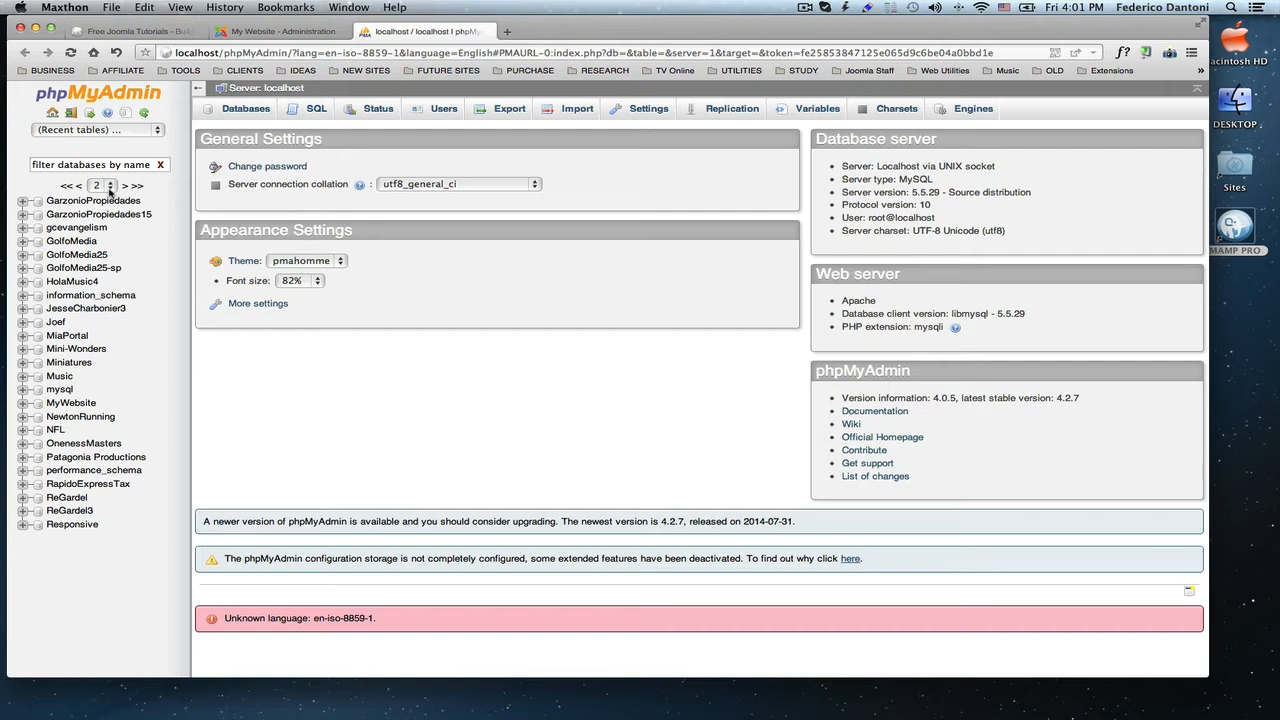 Maxthon File Edit View History Bookmarks Window Help Fri 4:01 PM Federico Dantoni
Free Joomla Tutorials - Buil My Website - Administration localhost / localhost | phpM
localhost/phpMyAdmin/?lang=en-iso-8859-1&language=English#PMAURL-0:index.php?db=&table=&server=1&target=&token=fe25853847125e065d9c6be04a0bbd1e
BUSINESS AFFILIATE TOOLS CLIENTS IDEAS NEW SITES FUTURE SITES PURCHASE RESEARCH TV Online UTILITIES STUDY Joomla Staff Web Utilities Music OLD Extensions »
phpMyAdmin
(Recent tables) ...
filter databases by name X
<< < 2 > >>
GarzonioPropiedades
GarzonioPropiedades15
gcevangelism
GolfoMedia
GolfoMedia25
GolfoMedia25-sp
HolaMusic4
information_schema
JesseCharbonier3
Joef
MiaPortal
Mini-Wonders
Miniatures
Music
mysql
MyWebsite
NewtonRunning
NFL
OnenessMasters
Patagonia Productions
performance_schema
RapidoExpressTax
ReGardel
ReGardel3
Responsive
Server: localhost
Databases SQL Status Users Export Import Settings Replication Variables Charsets Engines
General Settings
Change password
Server connection collation : utf8_general_ci
Appearance Settings
Theme: pmahomme
Font size: 82%
More settings
Database server
Server: Localhost via UNIX socket
Server type: MySQL
Server version: 5.5.29 - Source distribution
Protocol version: 10
User: root@localhost
Server charset: UTF-8 Unicode (utf8)
Web server
Apache
Database client version: libmysql - 5.5.29
PHP extension: mysqli
phpMyAdmin
Version information: 4.0.5, latest stable version: 4.2.7
Documentation
Wiki
Official Homepage
Contribute
Get support
List of changes
A newer version of phpMyAdmin is available and you should consider upgrading. The newest version is 4.2.7, released on 2014-07-31.
The phpMyAdmin configuration storage is not completely configured, some extended features have been deactivated. To find out why click here.
Unknown language: en-iso-8859-1.
acintosh HD
DESKTOP
Sites
MAMP PRO